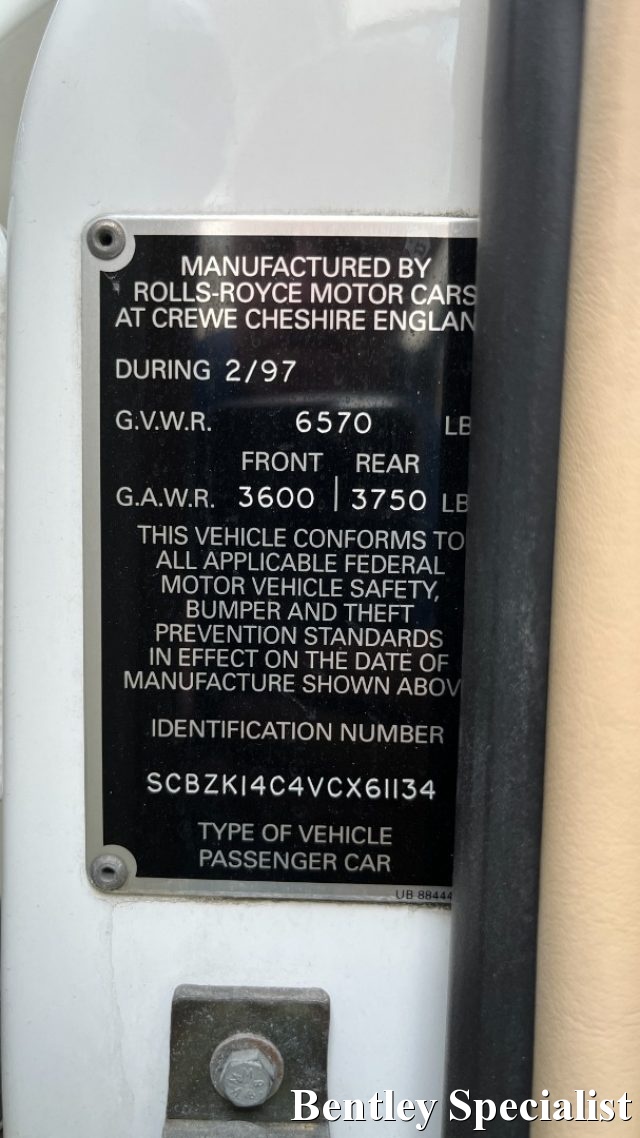 MANUFACTURED BY
ROLLS-ROYCE MOTOR CARS
AT CREWE CHESHIRE ENGLAN
DURING 2/97
G.V.W.R. 6570 LB
FRONT REAR
G.A.W.R. 3600 | 3750 LB
THIS VEHICLE CONFORMS TO
ALL APPLICABLE FEDERAL
MOTOR VEHICLE SAFETY,
BUMPER AND THEFT
PREVENTION STANDARDS
IN EFFECT ON THE DATE OF
MANUFACTURE SHOWN ABOV
IDENTIFICATION NUMBER
SCBZK14C4VCX61134
TYPE OF VEHICLE
PASSENGER CAR
UB 88444
Bentley Specialist